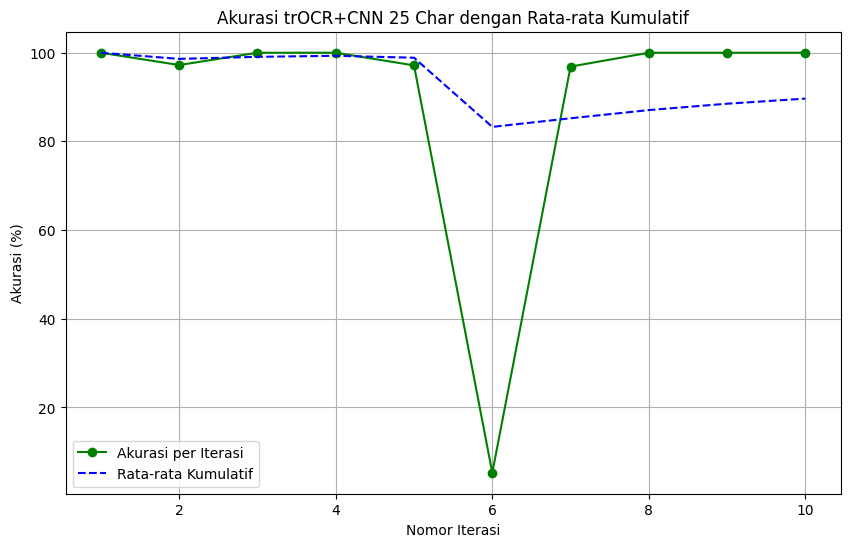 Akurasi trOCR+CNN 25 Char dengan Rata-rata Kumulatif
Akurasi (%)
100
80
60
40
20
Akurasi per Iterasi
Rata-rata Kumulatif
2 4 6 8 10
Nomor Iterasi